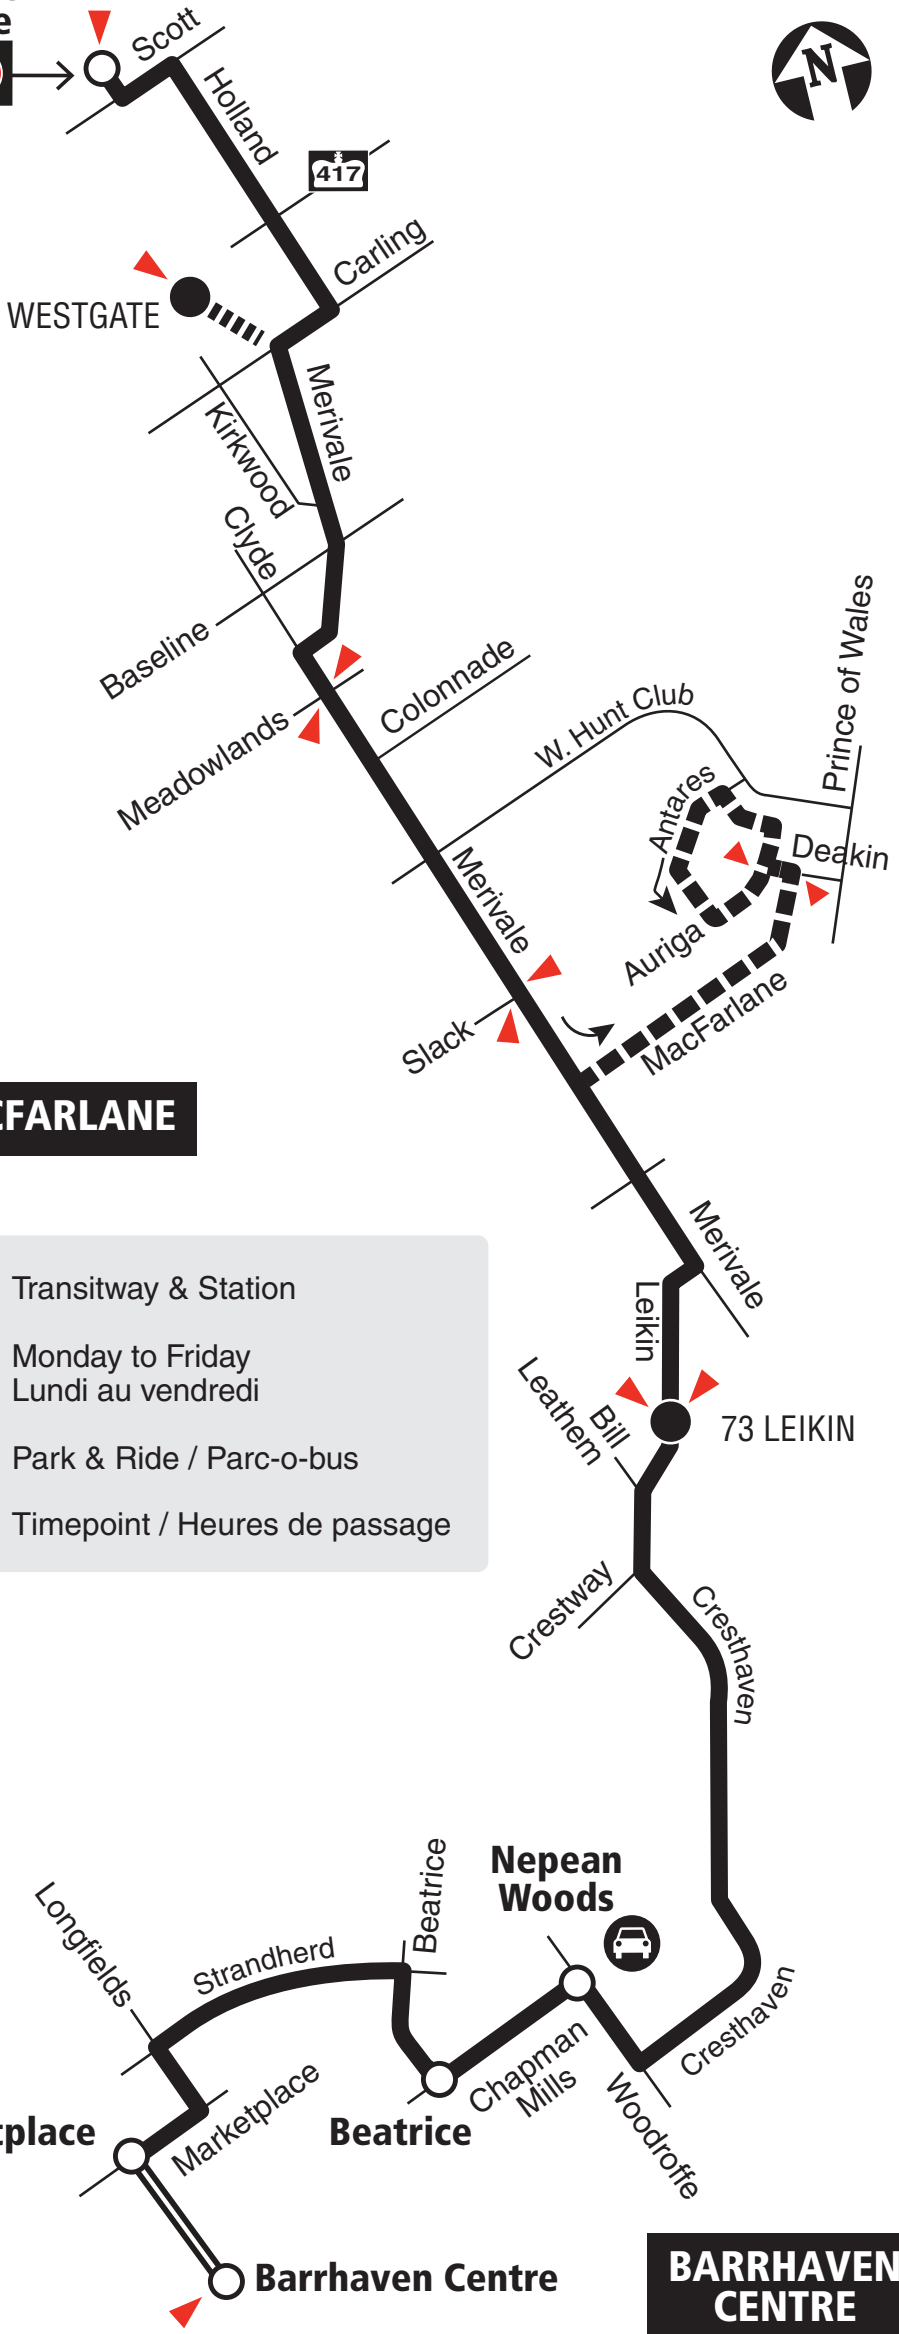 Scott
Holland
417
Carling
WESTGATE
Merivale
Kirkwood
Clyde
Baseline
Meadowlands
Colonnade
W. Hunt Club
Prince of Wales
Antares
Deakin
Auriga
MacFarlane
Merivale
Slack
N
Merivale
Leikin
Transitway & Station
Monday to Friday
Lundi au vendredi
Park & Ride / Parc-o-bus
Timepoint / Heures de passage
Bill
Leathem
73 LEIKIN
Crestway
Cresthaven
Nepean
Woods
Beatrice
Longfields
Strandherd
Cresthaven
Chapman
Mills
Woodroffe
Marketplace
Beatrice
Barrhaven Centre
BARRHAVEN
CENTRE